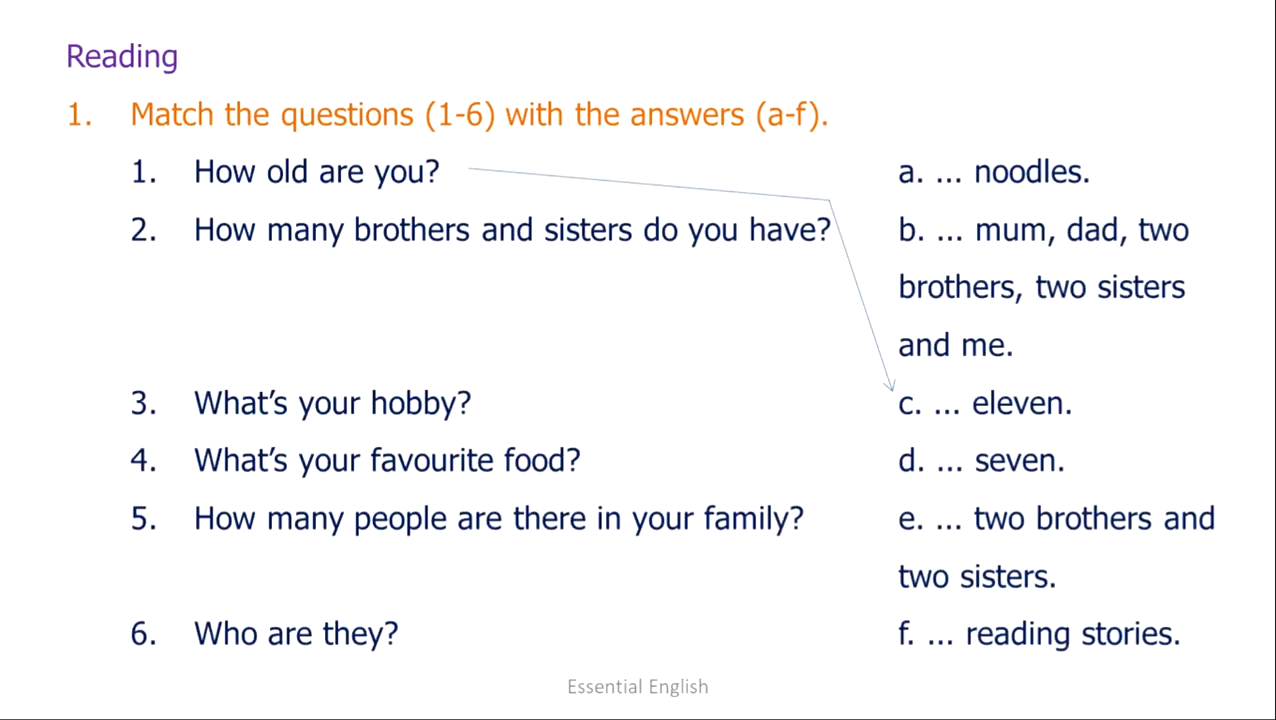 Reading
1. Match the questions (1-6) with the answers (a-f).
1. How old are you? a. ... noodles.
2. How many brothers and sisters do you have? b. ... mum, dad, two
brothers, two sisters
and me.
3. What’s your hobby? c. ... eleven.
4. What’s your favourite food? d. ... seven.
5. How many people are there in your family? e. ... two brothers and
two sisters.
6. Who are they? f. ... reading stories.
Essential English